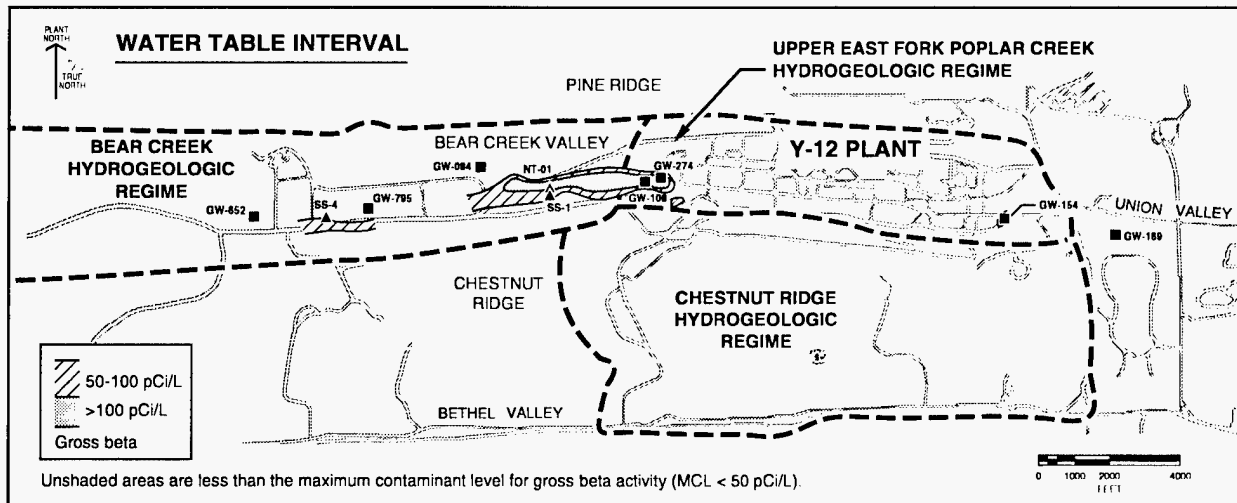 PLANT
NORTH
TRUE
NORTH
WATER TABLE INTERVAL
UPPER EAST FORK POPLAR CREEK
HYDROGEOLOGIC REGIME
PINE RIDGE
BEAR CREEK
HYDROGEOLOGIC
REGIME
BEAR CREEK VALLEY
Y-12 PLANT
GW-084
NT-01
GW-274
GW-652
SS-4
GW-795
SS-1
GW-108
GW-154
UNION VALLEY
GW-169
CHESTNUT
RIDGE
CHESTNUT RIDGE
HYDROGEOLOGIC
REGIME
50-100 pCi/L
>100 pCi/L
Gross beta
BETHEL VALLEY
Unshaded areas are less than the maximum contaminant level for gross beta activity (MCL < 50 pCi/L).
0 1000 2000 4000
FEET